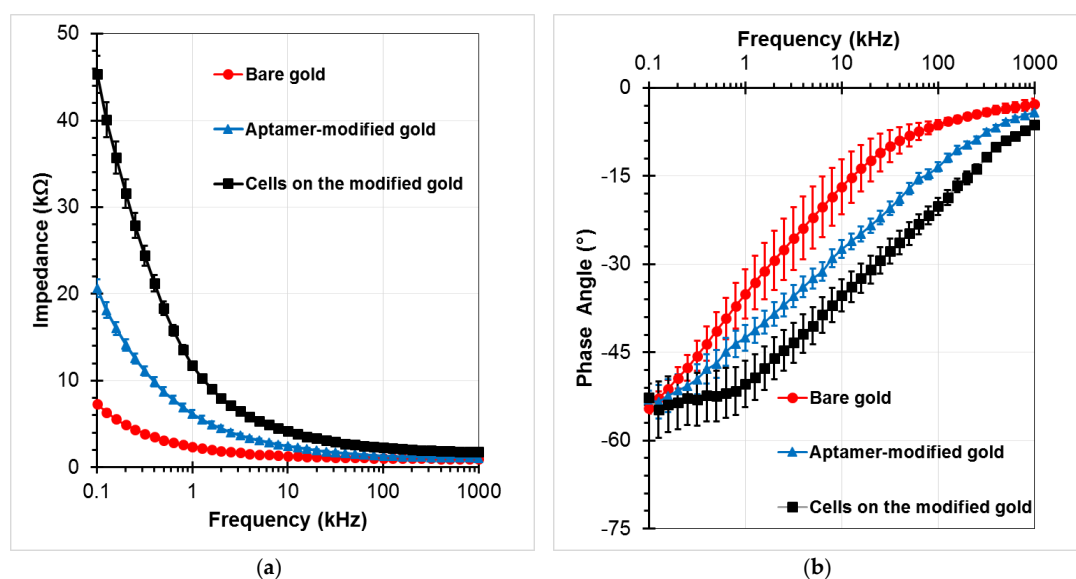 50
40
30
20
10
0
Impedance (kΩ)
Bare gold
Aptamer-modified gold
Cells on the modified gold
0.1 1 10 100 1000
Frequency (kHz)
(a)
Frequency (kHz)
0.1 1 10 100 1000
0
-15
-30
-45
-60
-75
Phase Angle (°)
Bare gold
Aptamer-modified gold
Cells on the modified gold
(b)